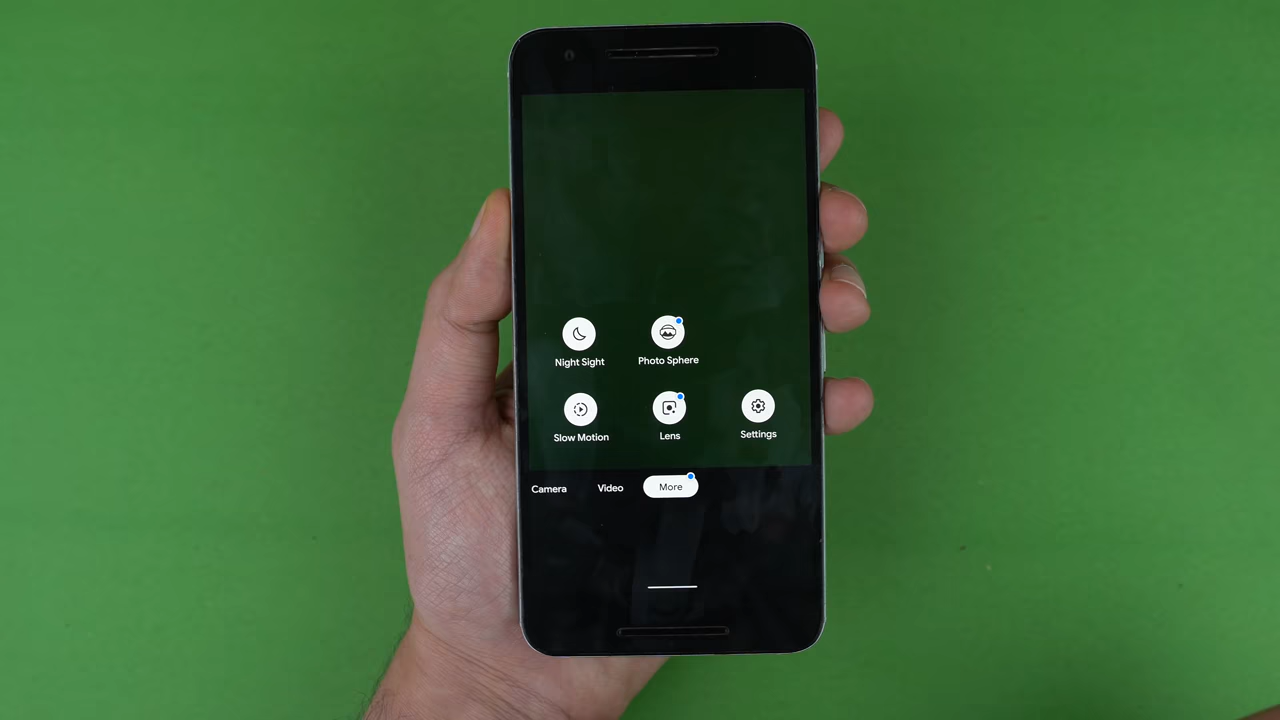 Night Sight
Photo Sphere
Slow Motion
Lens
Settings
Camera
Video
More